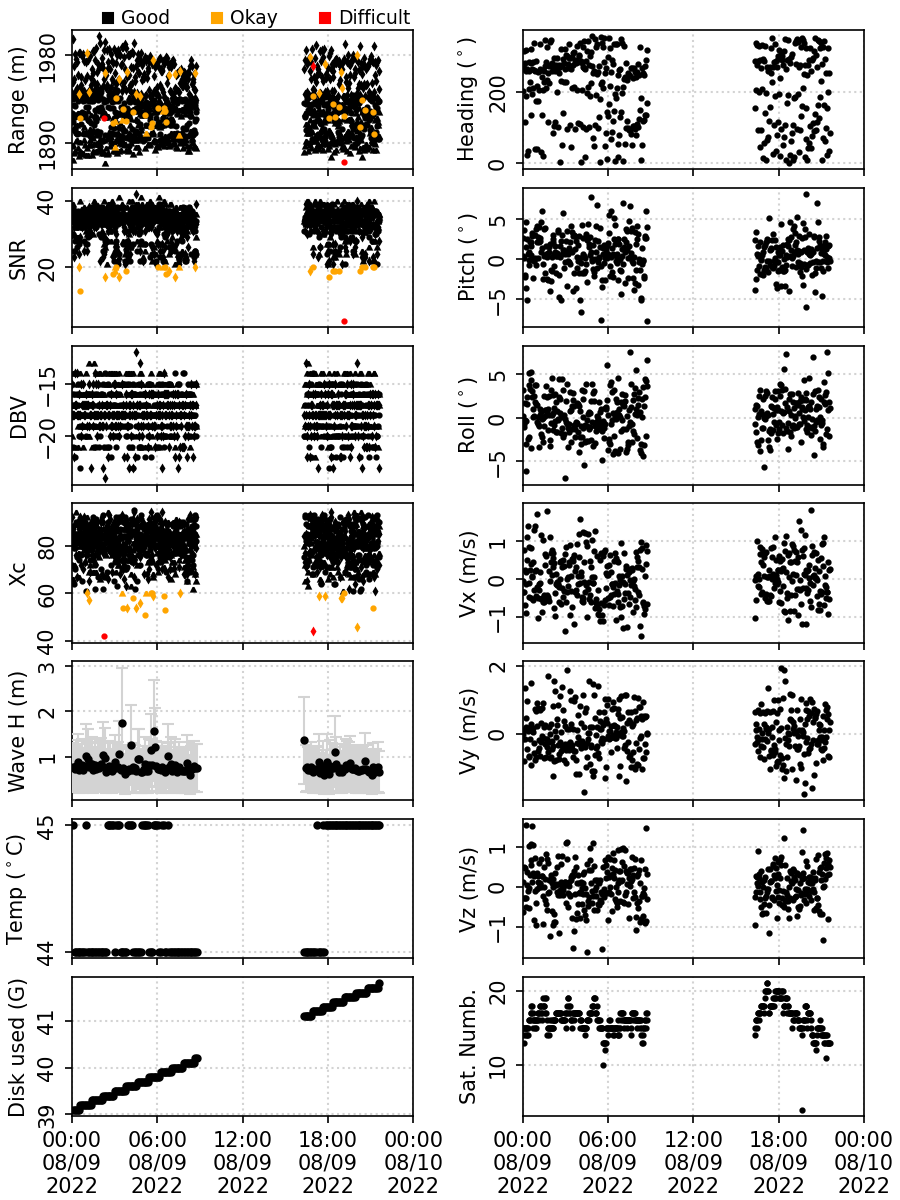 Good Okay Difficult
Range (m)
1980
1890
Heading (°)
200
0
SNR
40
20
Pitch (°)
5
0
−5
DBV
−15
−20
Roll (°)
5
0
−5
Xc
80
60
40
Vx (m/s)
1
0
−1
Wave H (m)
3
2
1
Vy (m/s)
2
0
Temp (°C)
45
44
Vz (m/s)
1
0
−1
Disk used (G)
41
40
39
Sat. Numb.
20
10
00:00 06:00 12:00 18:00 00:00 00:00 06:00 12:00 18:00 00:00
08/09 08/09 08/09 08/09 08/10 08/09 08/09 08/09 08/09 08/10
2022 2022 2022 2022 2022 2022 2022 2022 2022 2022